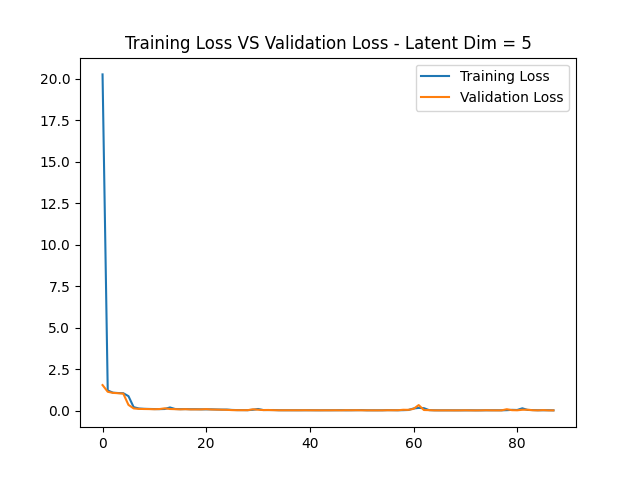 Training Loss VS Validation Loss - Latent Dim = 5
Training Loss
Validation Loss
20.0
17.5
15.0
12.5
10.0
7.5
5.0
2.5
0.0
0 20 40 60 80